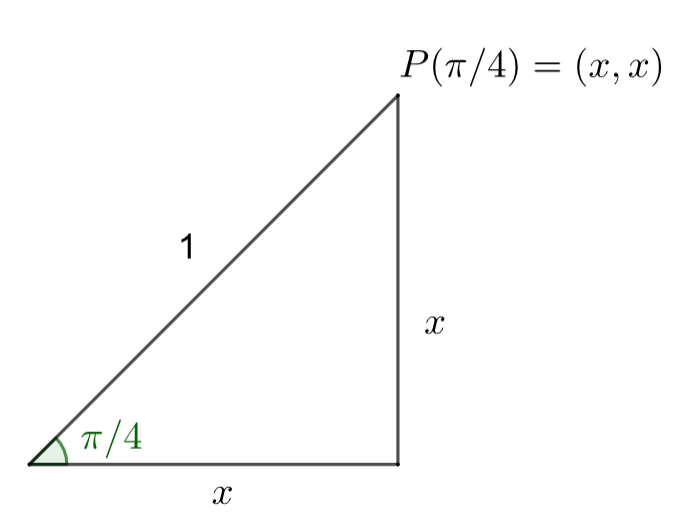 P(π/4) = (x, x)
1
x
π/4
x